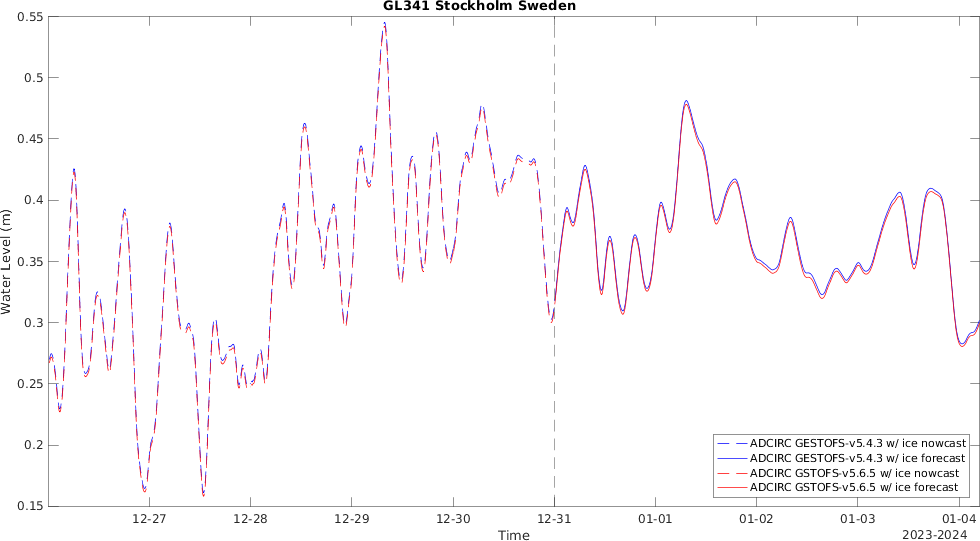 GL341 Stockholm Sweden
0.55
0.5
0.45
0.4
0.35
0.3
0.25
0.2
0.15
Water Level (m)
ADCIRC GESTOFS-v5.4.3 w/ ice nowcast
ADCIRC GESTOFS-v5.4.3 w/ ice forecast
ADCIRC GSTOFS-v5.6.5 w/ ice nowcast
ADCIRC GSTOFS-v5.6.5 w/ ice forecast
12-27 12-28 12-29 12-30 12-31 01-01 01-02 01-03 01-04
Time
2023-2024